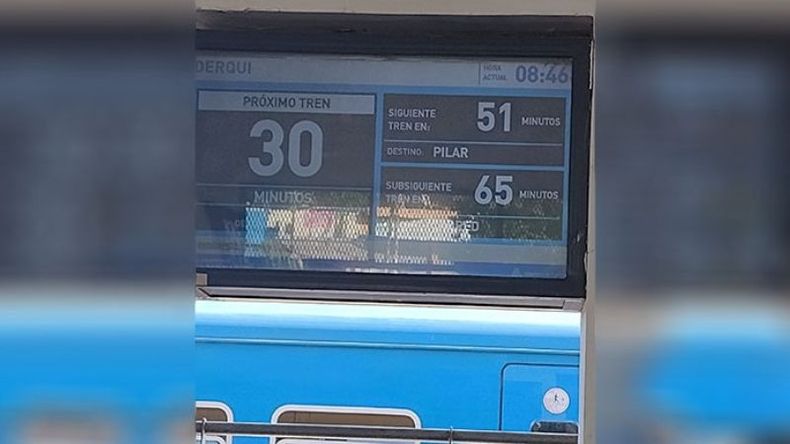 DERQUI
HORA
ACTUAL 08:46
PRÓXIMO TREN
30
MINUTOS
SIGUIENTE
TREN EN: 51 MINUTOS
DESTINO: PILAR
SUBSIGUIENTE
TREN EN: 65 MINUTOS